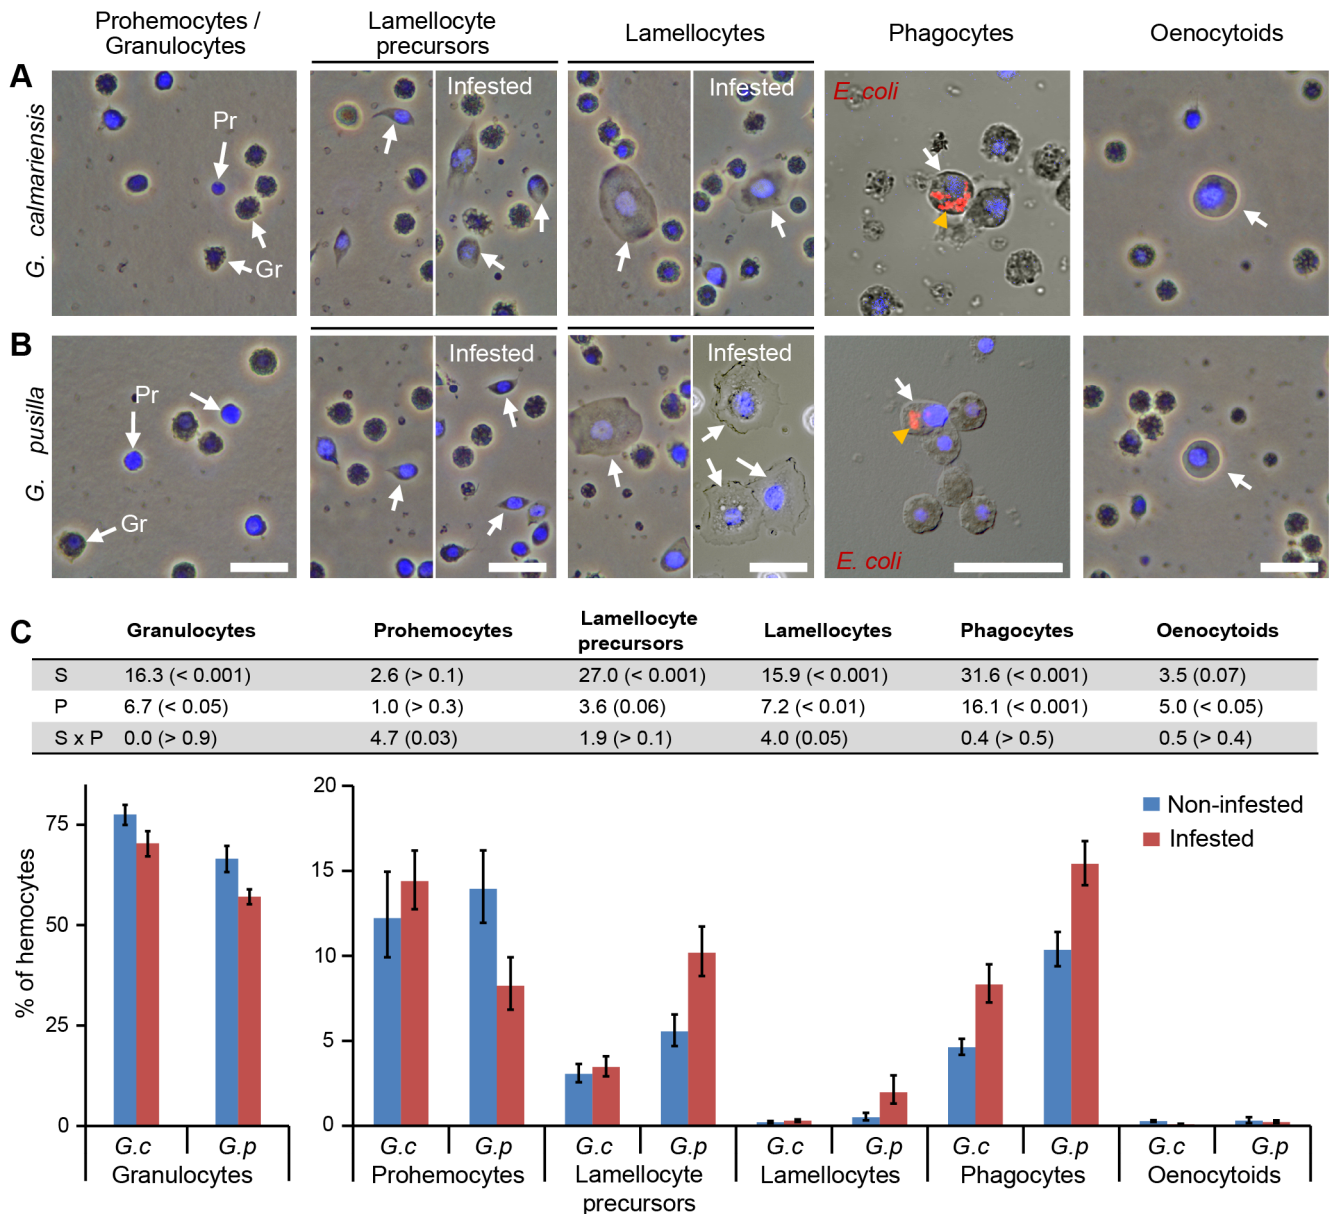 Prohemocytes /
Granulocytes
Lamellocyte
precursors
Lamellocytes
Phagocytes
Oenocytoids
A
G. calmariensis
Pr
Gr
Infested
Infested
E. coli
B
G. pusilla
Pr
Gr
Infested
Infested
E. coli
C
Granulocytes Prohemocytes Lamellocyte precursors Lamellocytes Phagocytes Oenocytoids
S 16.3 (< 0.001) 2.6 (> 0.1) 27.0 (< 0.001) 15.9 (< 0.001) 31.6 (< 0.001) 3.5 (0.07)
P 6.7 (< 0.05) 1.0 (> 0.3) 3.6 (0.06) 7.2 (< 0.01) 16.1 (< 0.001) 5.0 (< 0.05)
S x P 0.0 (> 0.9) 4.7 (0.03) 1.9 (> 0.1) 4.0 (0.05) 0.4 (> 0.5) 0.5 (> 0.4)
% of hemocytes
75
50
25
0
20
15
10
5
0
Non-infested
Infested
G.c G.p G.c G.p G.c G.p G.c G.p G.c G.p G.c G.p
Granulocytes Prohemocytes Lamellocyte Lamellocytes Phagocytes Oenocytoids
precursors